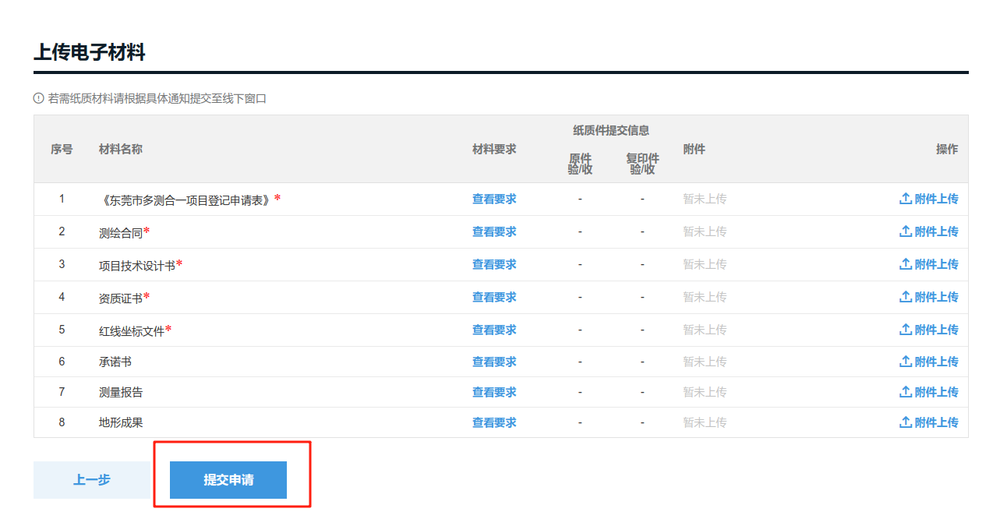 上传电子材料
若需纸质材料请根据具体通知提交至线下窗口
序号 材料名称 材料要求 纸质件提交信息 附件 操作
原件验/收 复印件验/收
1 《东莞市多测合一项目登记申请表》* 查看要求 - - 暂未上传 附件上传
2 测绘合同* 查看要求 - - 暂未上传 附件上传
3 项目技术设计书* 查看要求 - - 暂未上传 附件上传
4 资质证书* 查看要求 - - 暂未上传 附件上传
5 红线坐标文件* 查看要求 - - 暂未上传 附件上传
6 承诺书 查看要求 - - 暂未上传 附件上传
7 测量报告 查看要求 - - 暂未上传 附件上传
8 地形成果 查看要求 - - 暂未上传 附件上传
上一步 提交申请